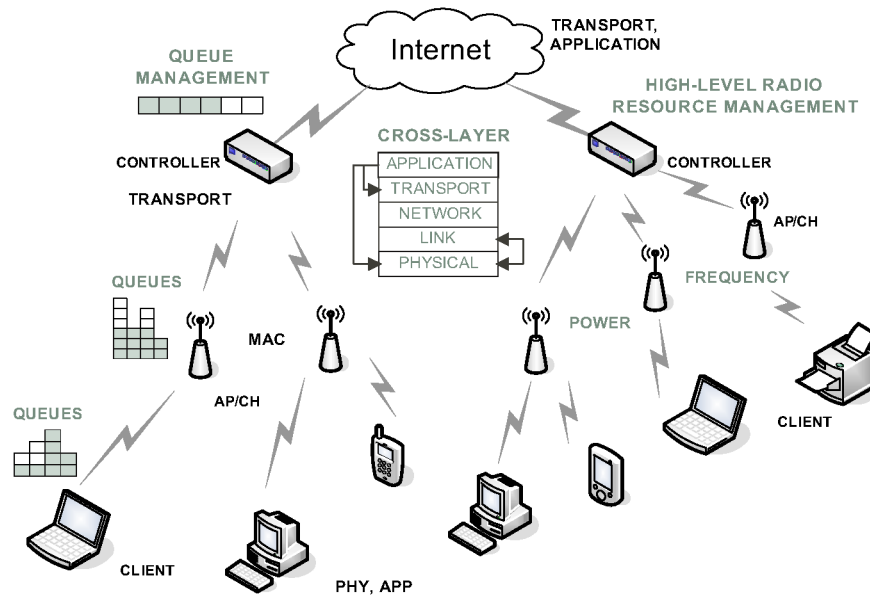 Internet
TRANSPORT,
APPLICATION
QUEUE
MANAGEMENT
HIGH-LEVEL RADIO
RESOURCE MANAGEMENT
CONTROLLER
TRANSPORT
CROSS-LAYER
APPLICATION
TRANSPORT
NETWORK
LINK
PHYSICAL
CONTROLLER
AP/CH
QUEUES
MAC
AP/CH
POWER
FREQUENCY
QUEUES
CLIENT
CLIENT
PHY, APP